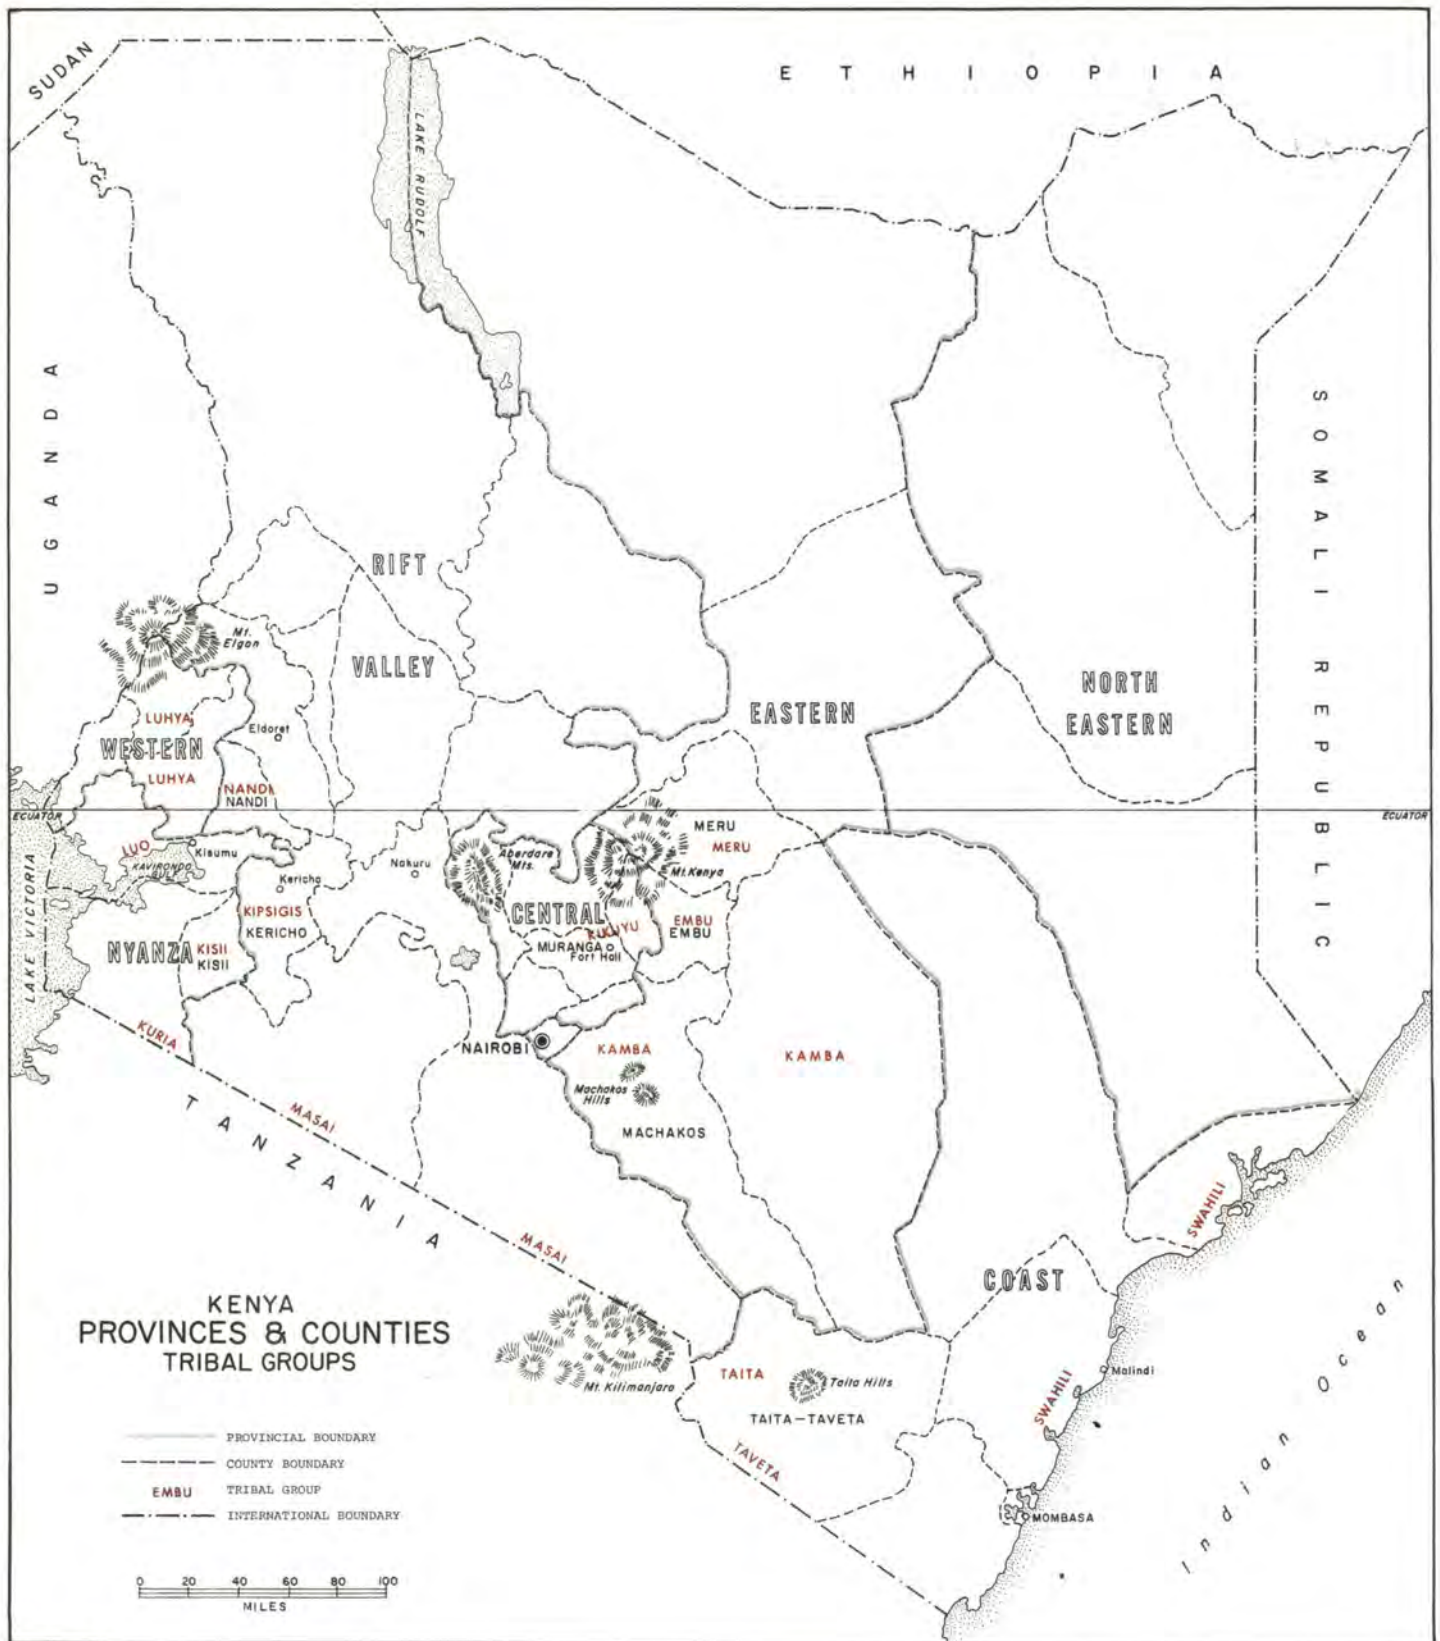 SUDAN
ETHIOPIA
LAKE RUDOLF
UGANDA
SOMALI REPUBLIC
RIFT
VALLEY
Mt.
Elgon
NORTH
EASTERN
EASTERN
LUHYA
WESTERN
Eldoret
LUHYA
NANDI
NANDI
ECUATOR
ECUATOR
LUO
Kisumu
KAVIRONDO
GULF
LAKE VICTORIA
Kericho
Nakuru
Aberdare
Mts.
MERU
MERU
Mt. Kenya
KIPSIGIS
KERICHO
CENTRAL
KIKUYU
EMBU
EMBU
NYANZA
KISII
KISII
MURANGA
Fort Hall
KURIA
NAIROBI
KAMBA
KAMBA
Machakos
Hills
MACHAKOS
MASAI
TANZANIA
MASAI
SWAHILI
COAST
KENYA
PROVINCES & COUNTIES
TRIBAL GROUPS
Mt. Kilimanjaro
TAITA
Taita Hills
TAITA-TAVETA
TAVETA
SWAHILI
Malindi
MOMBASA
Indian Ocean
PROVINCIAL BOUNDARY
COUNTY BOUNDARY
EMBU TRIBAL GROUP
INTERNATIONAL BOUNDARY
0 20 40 60 80 100
MILES